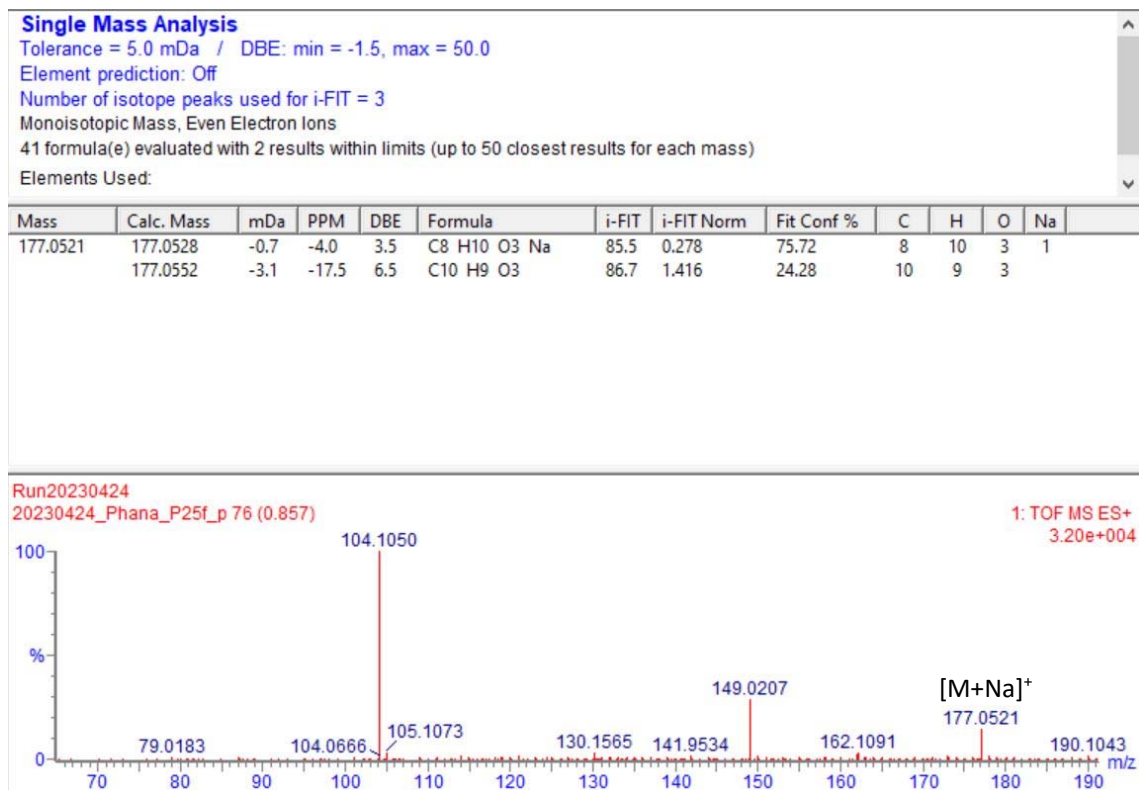 Single Mass Analysis
Tolerance = 5.0 mDa / DBE: min = -1.5, max = 50.0
Element prediction: Off
Number of isotope peaks used for i-FIT = 3
Monoisotopic Mass, Even Electron Ions
41 formula(e) evaluated with 2 results within limits (up to 50 closest results for each mass)
Elements Used:
Mass Calc. Mass mDa PPM DBE Formula i-FIT i-FIT Norm Fit Conf % C H O Na
177.0521 177.0528 -0.7 -4.0 3.5 C8 H10 O3 Na 85.5 0.278 75.72 8 10 3 1
177.0552 -3.1 -17.5 6.5 C10 H9 O3 86.7 1.416 24.28 10 9 3
Run20230424
20230424_Phana_P25f_p 76 (0.857)
1: TOF MS ES+
3.20e+004
104.1050
100
%
149.0207
[M+Na]+
177.0521
79.0183 104.0666 105.1073 130.1565 141.9534 162.1091 190.1043
0
70 80 90 100 110 120 130 140 150 160 170 180 190 m/z